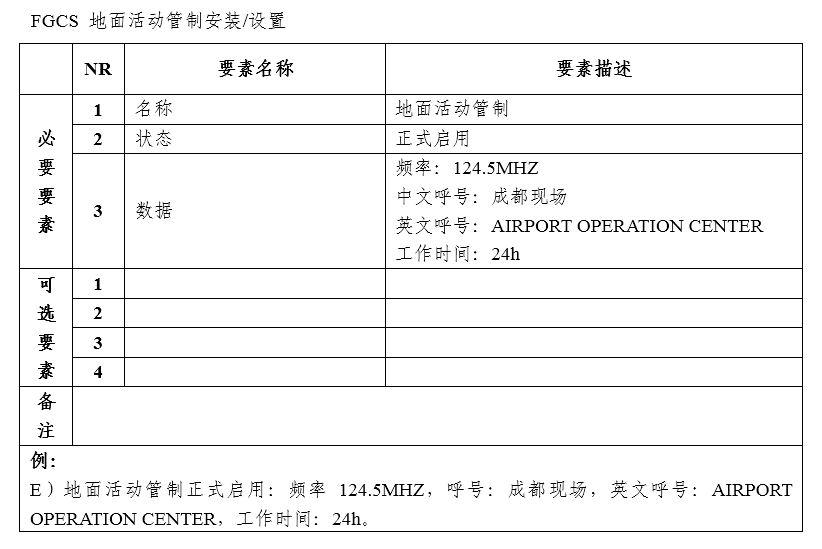 FGCS 地面活动管制安装/设置
NR 要素名称 要素描述
必要要素
1 名称 地面活动管制
2 状态 正式启用
3 数据 频率：124.5MHZ
中文呼号：成都现场
英文呼号：AIRPORT OPERATION CENTER
工作时间：24h
可选要素
1
2
3
4
备注
例：
E）地面活动管制正式启用：频率 124.5MHZ，呼号：成都现场，英文呼号：AIRPORT
OPERATION CENTER，工作时间：24h。